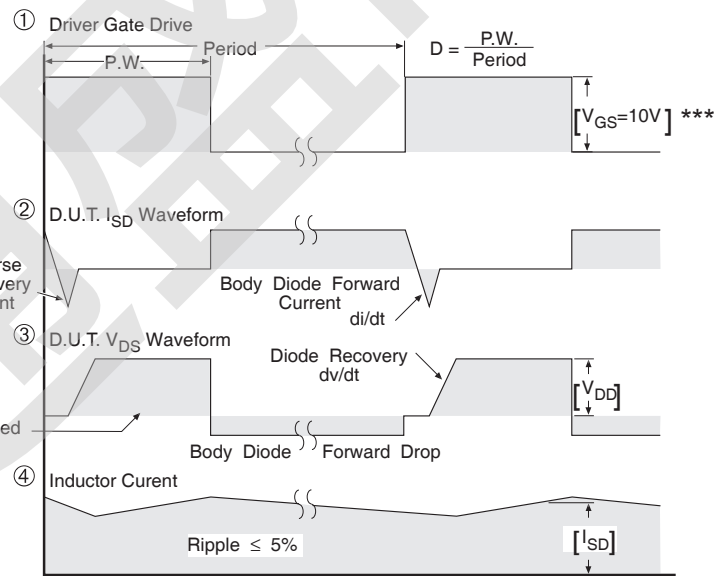 ① Driver Gate Drive
Period
P.W.
D = P.W. / Period
[VGS=10V] ***
② D.U.T. ISD Waveform
Body Diode Forward
Current
di/dt
③ D.U.T. VDS Waveform
Diode Recovery
dv/dt
[VDD]
Body Diode Forward Drop
④ Inductor Curent
Ripple ≤ 5%
[ISD]